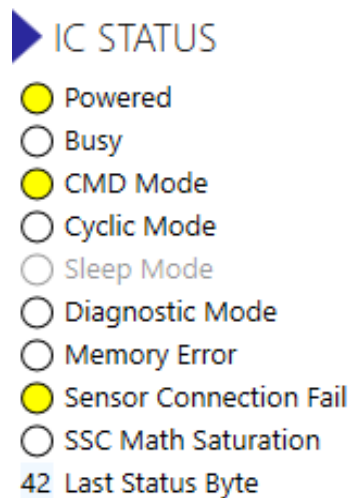 IC STATUS
Powered
Busy
CMD Mode
Cyclic Mode
Sleep Mode
Diagnostic Mode
Memory Error
Sensor Connection Fail
SSC Math Saturation
42 Last Status Byte